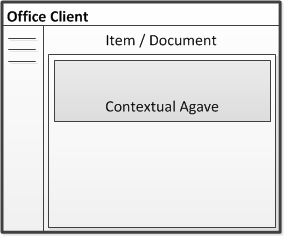 Office Client
Item / Document
Contextual Agave